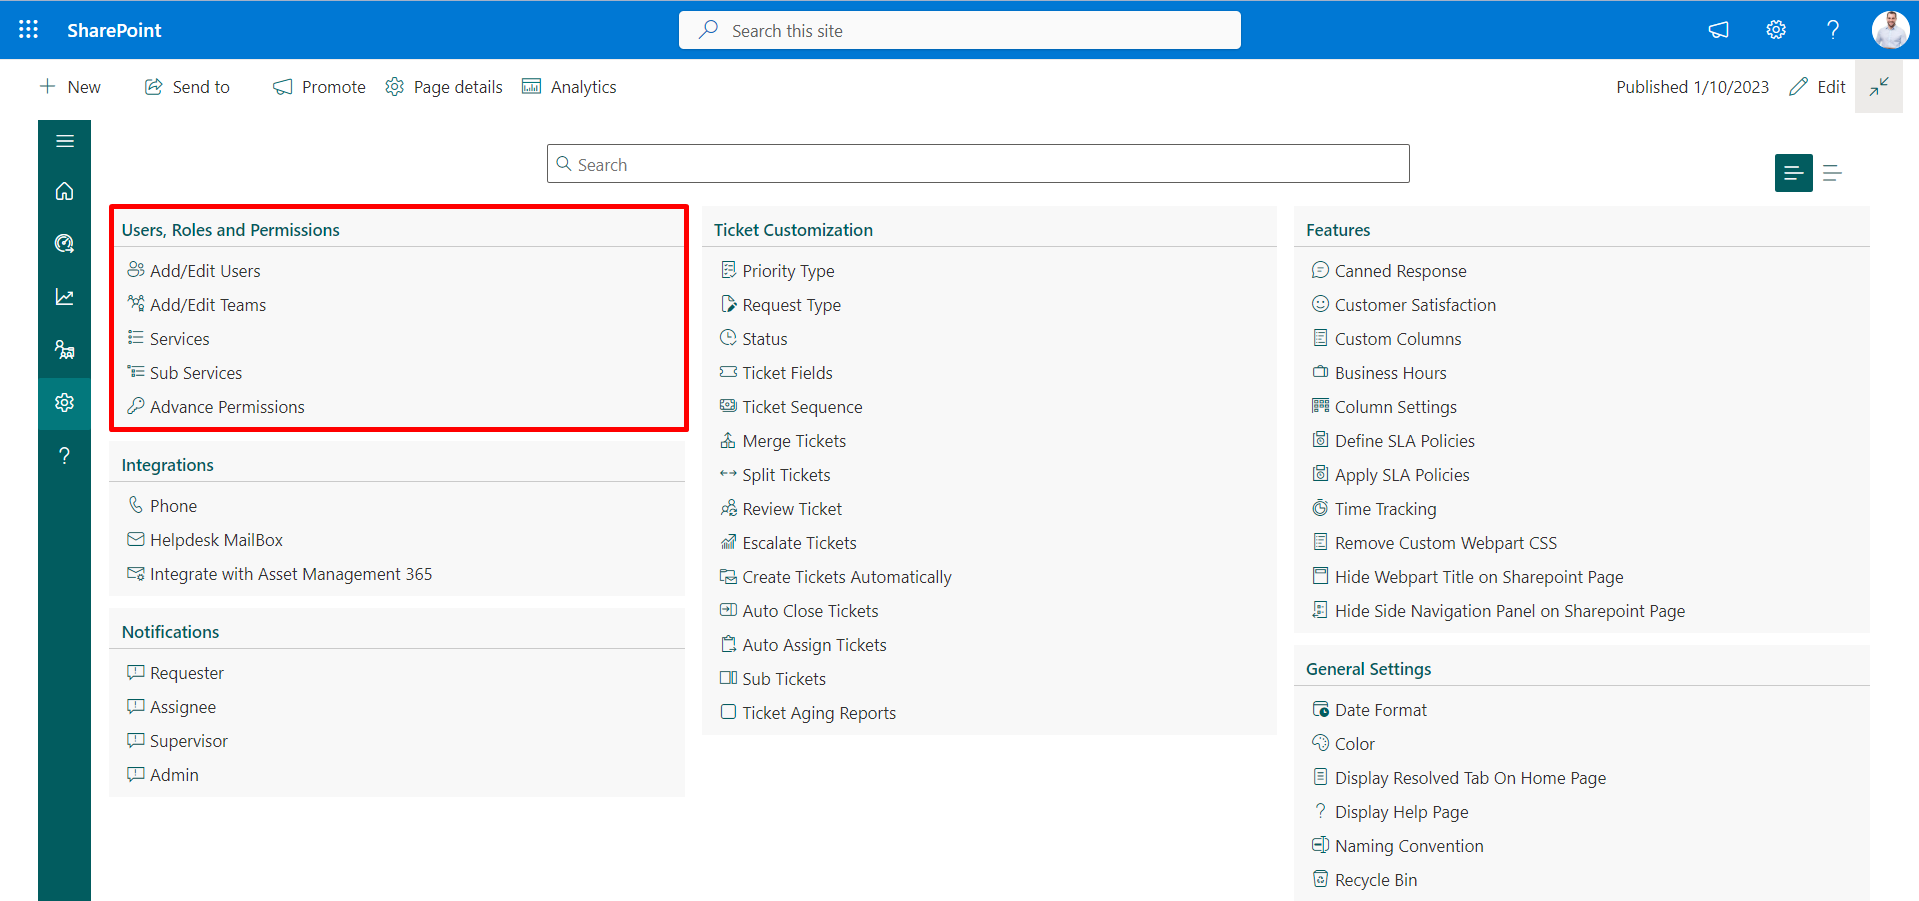 SharePoint
Search this site
New
Send to
Promote
Page details
Analytics
Published 1/10/2023
Edit
Search
Users, Roles and Permissions
Add/Edit Users
Add/Edit Teams
Services
Sub Services
Advance Permissions
Integrations
Phone
Helpdesk MailBox
Integrate with Asset Management 365
Notifications
Requester
Assignee
Supervisor
Admin
Ticket Customization
Priority Type
Request Type
Status
Ticket Fields
Ticket Sequence
Merge Tickets
Split Tickets
Review Ticket
Escalate Tickets
Create Tickets Automatically
Auto Close Tickets
Auto Assign Tickets
Sub Tickets
Ticket Aging Reports
Features
Canned Response
Customer Satisfaction
Custom Columns
Business Hours
Column Settings
Define SLA Policies
Apply SLA Policies
Time Tracking
Remove Custom Webpart CSS
Hide Webpart Title on Sharepoint Page
Hide Side Navigation Panel on Sharepoint Page
General Settings
Date Format
Color
Display Resolved Tab On Home Page
Display Help Page
Naming Convention
Recycle Bin